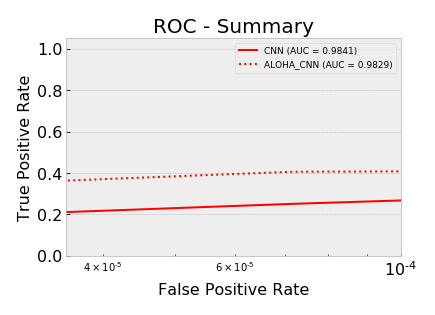 ROC - Summary
CNN (AUC = 0.9841)
ALOHA_CNN (AUC = 0.9829)
True Positive Rate
1.0
0.8
0.6
0.4
0.2
0.0
4 × 10⁻⁵
6 × 10⁻⁵
10⁻⁴
False Positive Rate